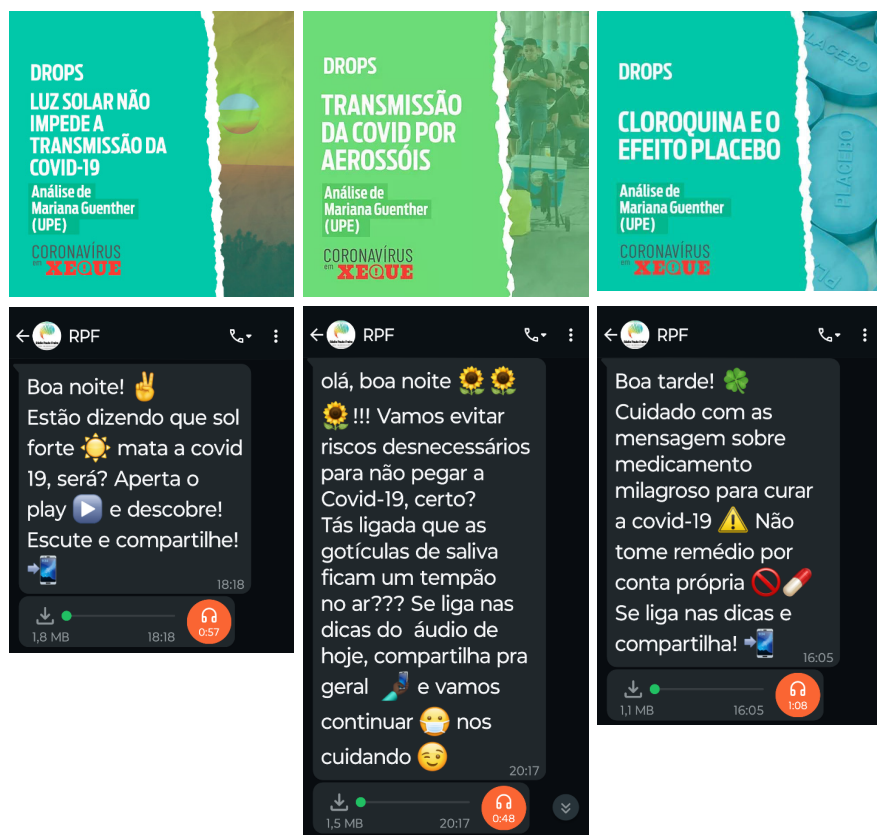 DROPS
LUZ SOLAR NÃO
IMPEDE A
TRANSMISSÃO DA
COVID-19
Análise de
Mariana Guenther
(UPE)
CORONAVÍRUS
em XEQUE
DROPS
TRANSMISSÃO
DA COVID POR
AEROSSÓIS
Análise de
Mariana Guenther
(UPE)
CORONAVÍRUS
em XEQUE
DROPS
CLOROQUINA E O
EFEITO PLACEBO
Análise de
Mariana Guenther
(UPE)
CORONAVÍRUS
em XEQUE
PLACEBO
PLACEBO
RPF
Boa noite! ✌️
Estão dizendo que sol
forte ☀️ mata a covid
19, será? Aperta o
play ▶️ e descobre!
Escute e compartilhe!
📲
18:18
1,8 MB 18:18 0:57
RPF
olá, boa noite 🌻🌻
🌻!!! Vamos evitar
riscos desnecessários
para não pegar a
Covid-19, certo?
Tás ligada que as
gotículas de saliva
ficam um tempão
no ar??? Se liga nas
dicas do áudio de
hoje, compartilha pra
geral 🤳🏿 e vamos
continuar 😷 nos
cuidando 😉
20:17
1,5 MB 20:17 0:48
RPF
Boa tarde! 🍀
Cuidado com as
mensagem sobre
medicamento
milagroso para curar
a covid-19 ⚠️ Não
tome remédio por
conta própria 🚫💊
Se liga nas dicas e
compartilha! 📲
16:05
1,1 MB 16:05 1:08